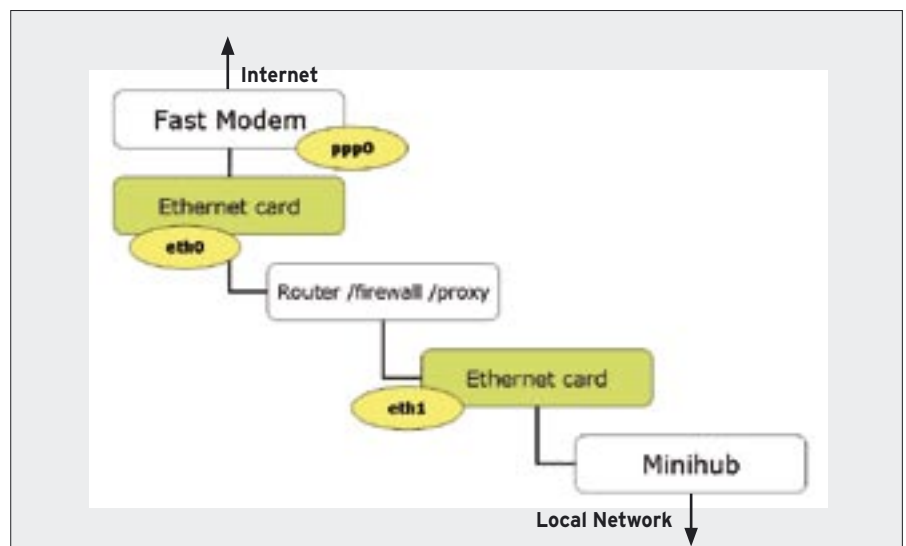 Internet
Fast Modem
ppp0
Ethernet card
eth0
Router /firewall /proxy
Ethernet card
eth1
Minihub
Local Network